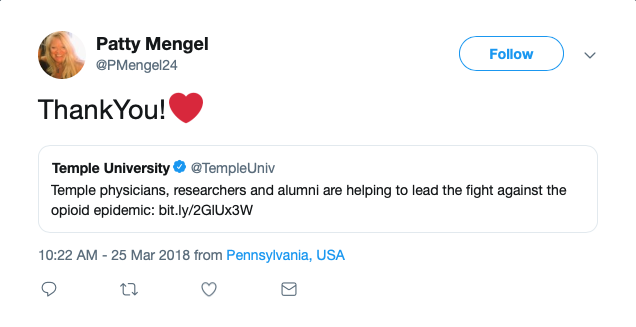 Patty Mengel
@PMengel24
Follow
ThankYou!❤️
Temple University @TempleUniv
Temple physicians, researchers and alumni are helping to lead the fight against the
opioid epidemic: bit.ly/2GlUx3W
10:22 AM - 25 Mar 2018 from Pennsylvania, USA